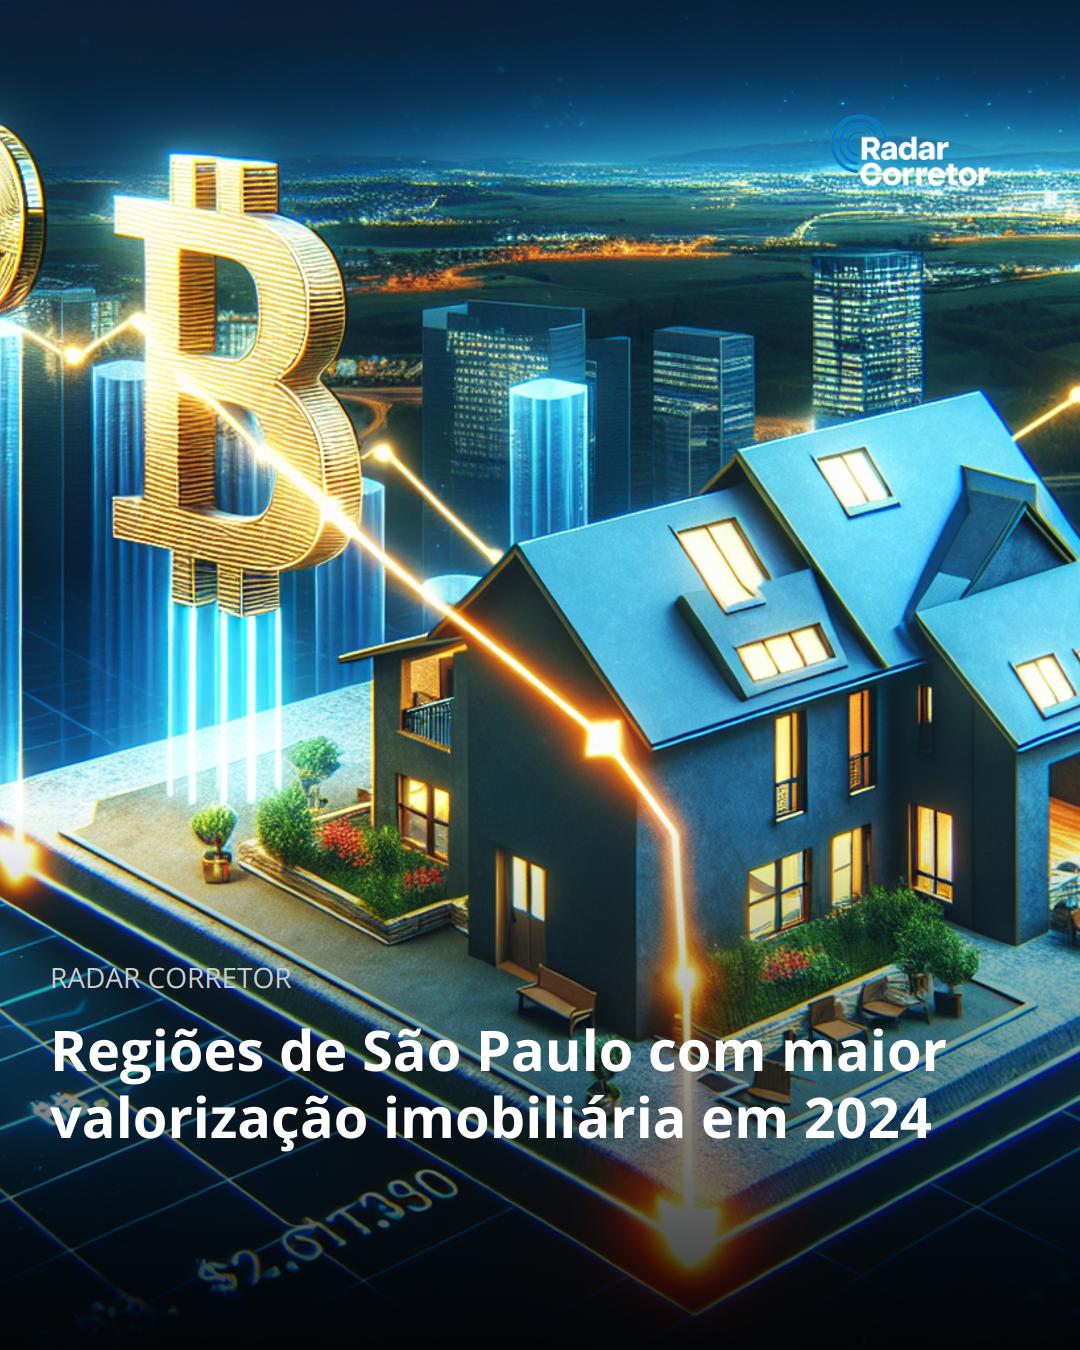 Radar
Corretor
RADAR CORRETOR
Regiões de São Paulo com maior
valorização imobiliária em 2024